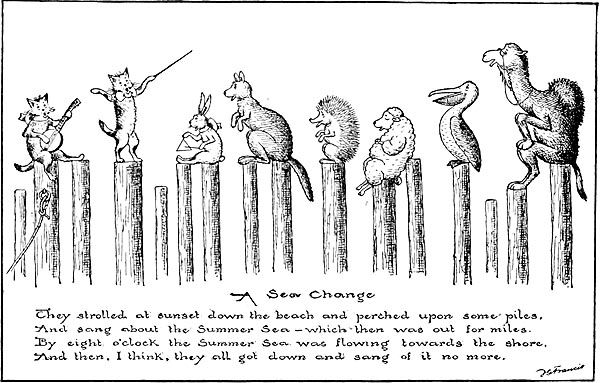 A Sea Change
They strolled at sunset down the beach and perched upon some piles,
And sang about the Summer Sea – which then was out for miles.
By eight o'clock the Summer Sea was flowing towards the shore,
And then, I think, they all got down and sang of it no more.
J G Francis